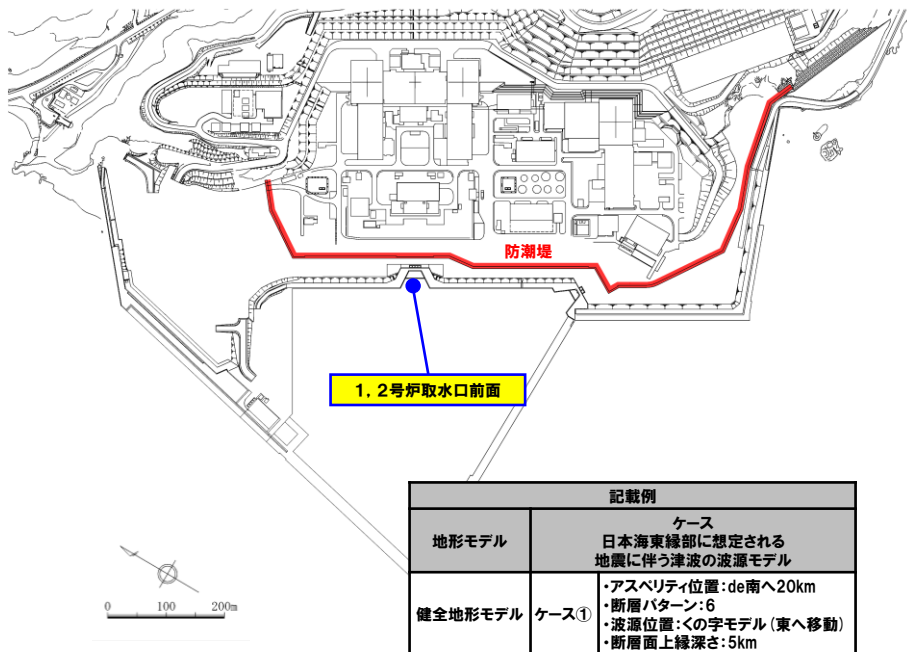 防潮堤
1,2号炉取水口前面
0 100 200m
記載例
地形モデル
ケース
日本海東縁部に想定される
地震に伴う津波の波源モデル
健全地形モデル
ケース①
・アスペリティ位置:de南へ20km
・断層パターン:6
・波源位置:くの字モデル(東へ移動)
・断層面上縁深さ:5km